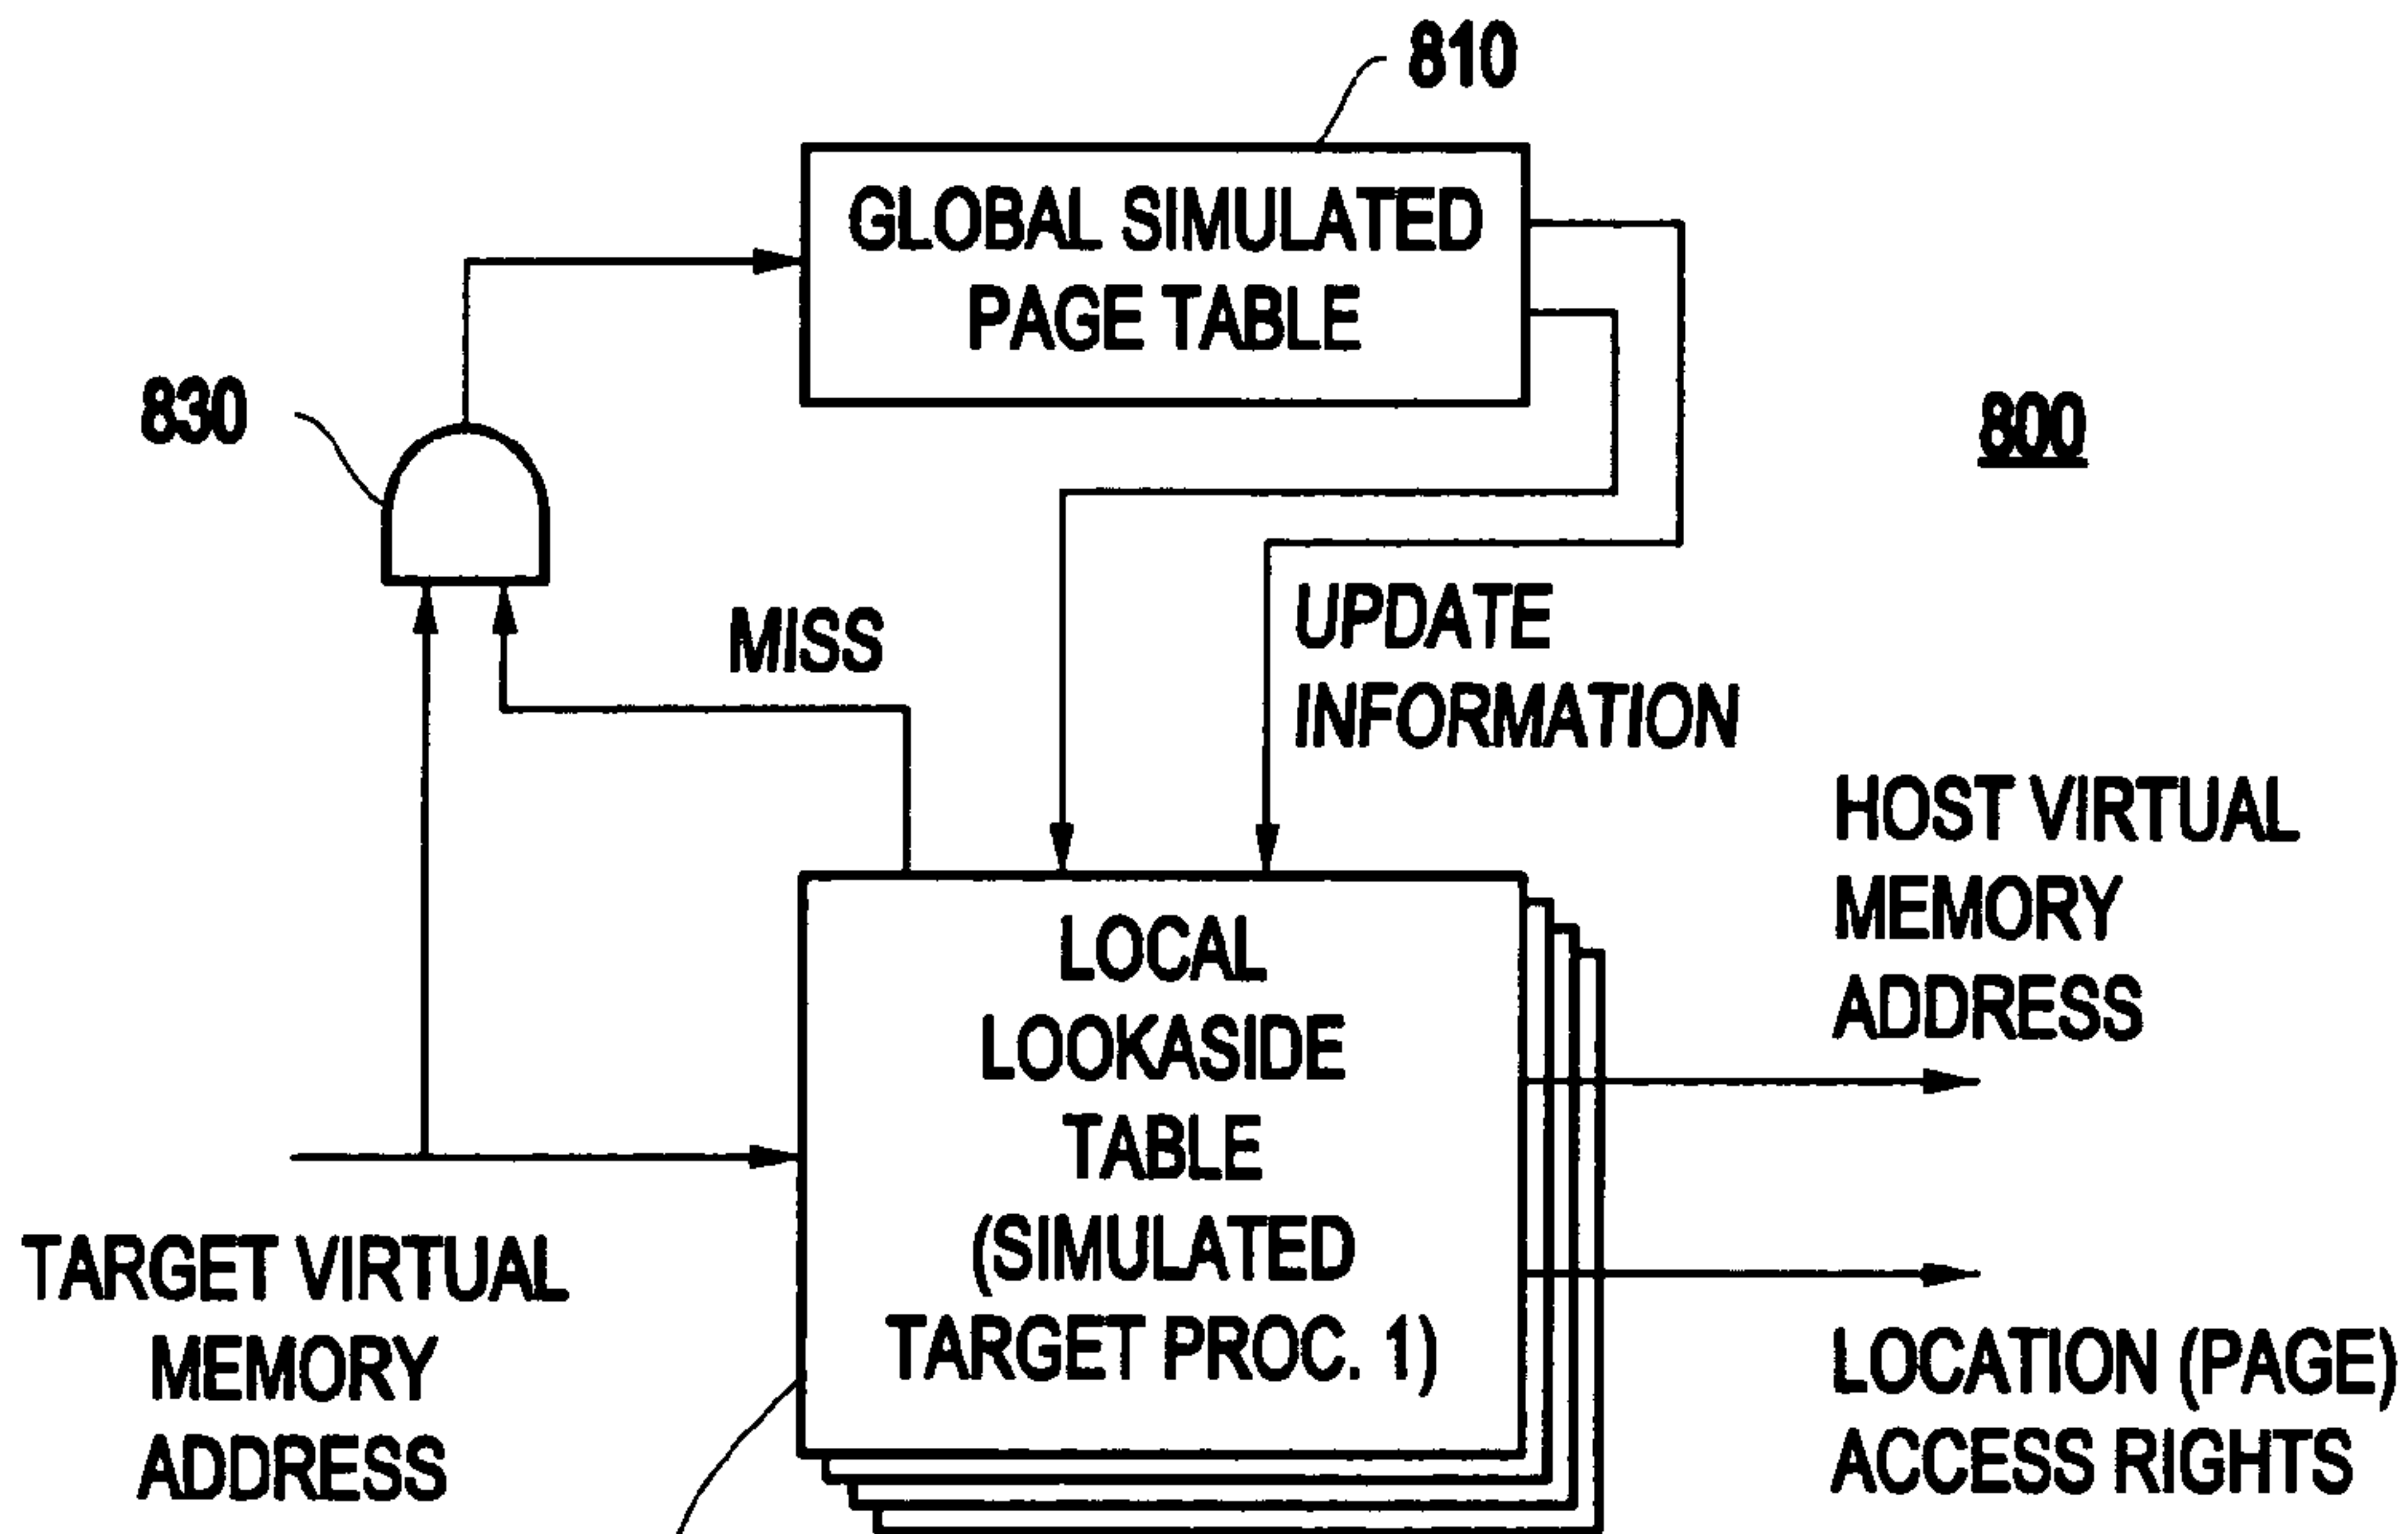 810
GLOBAL SIMULATED
PAGE TABLE
830
800
MISS
UPDATE
INFORMATION
HOST VIRTUAL
MEMORY
ADDRESS
LOCAL
LOOKASIDE
TABLE
(SIMULATED
TARGET PROC. 1)
TARGET VIRTUAL
MEMORY
ADDRESS
LOCATION (PAGE)
ACCESS RIGHTS